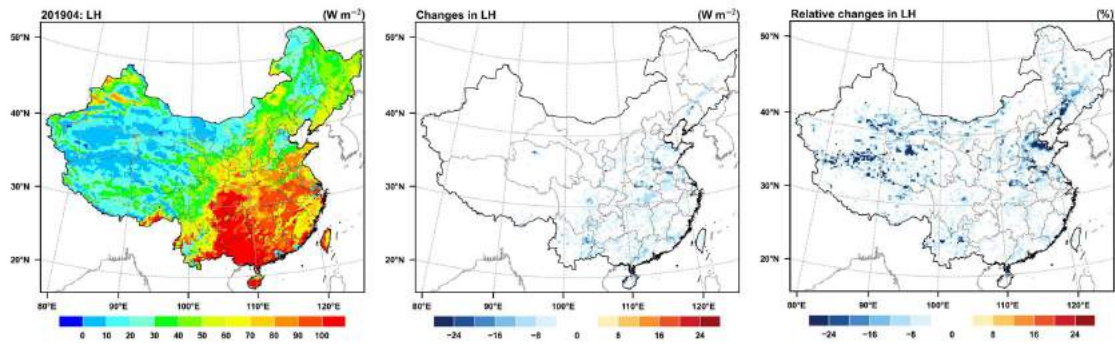 201904: LH (W m⁻²)
Changes in LH (W m⁻²)
Relative changes in LH (%)
50°N
40°N
30°N
20°N
80°E 90°E 100°E 110°E 120°E
0 10 20 30 40 50 60 70 80 90 100
50°N
40°N
30°N
20°N
80°E 90°E 100°E 110°E 120°E
−24 −16 −8 0 8 16 24
50°N
40°N
30°N
20°N
80°E 90°E 100°E 110°E 120°E
−24 −16 −8 0 8 16 24